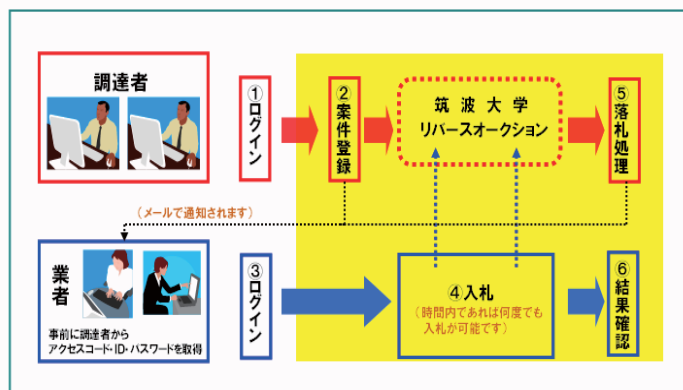 調達者
①ログイン
②案件登録
筑波大学
リバースオークション
⑤落札処理
（メールで通知されます）
業者
事前に調達者から
アクセスコード・ID・パスワードを取得
③ログイン
④入札
（時間内であれば何度でも
入札が可能です）
⑥結果確認